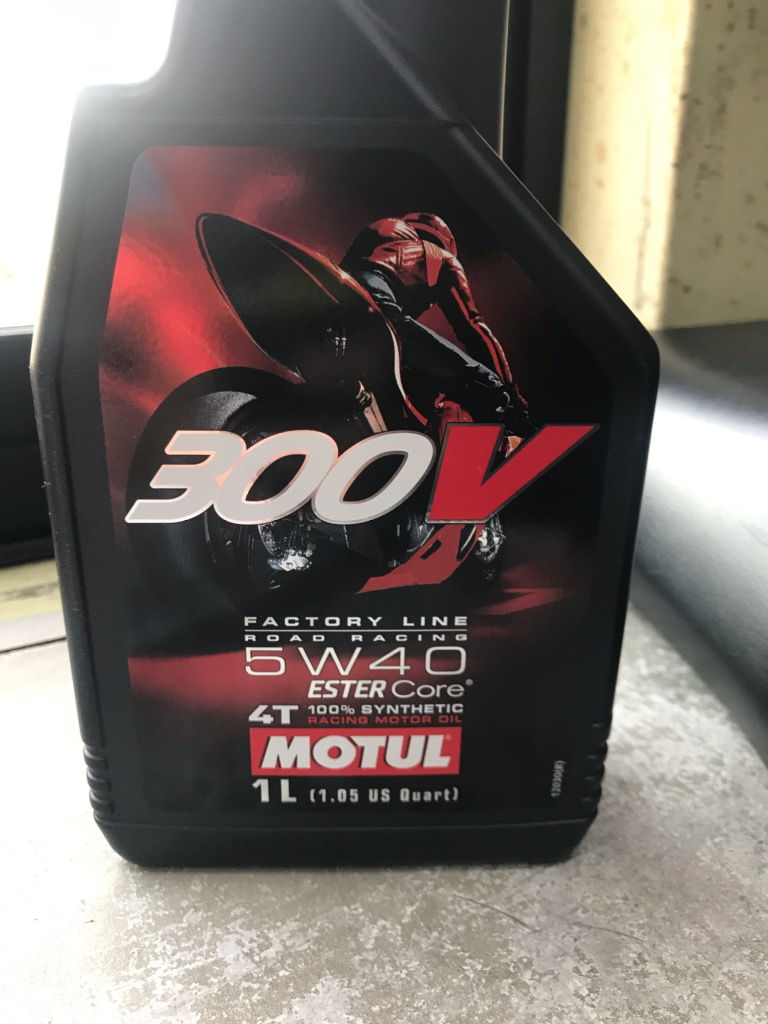 300V
FACTORY LINE
ROAD RACING
5W40
ESTER Core®
4T 100% SYNTHETIC
RACING MOTOR OIL
MOTUL
1L (1.05 US Quart)
12030(R)